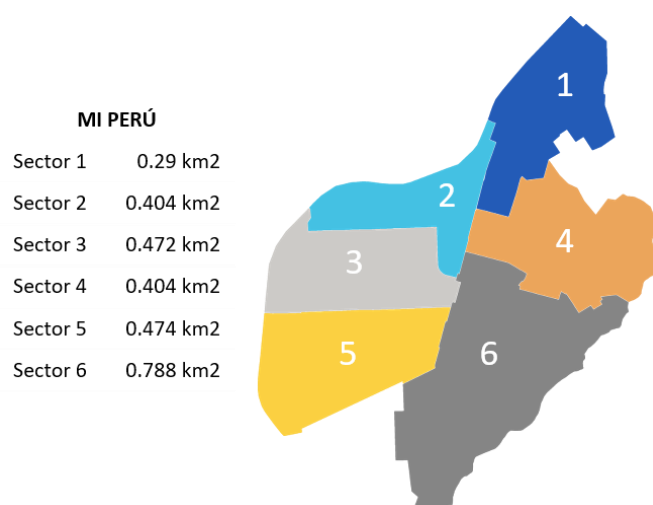 MI PERÚ
Sector 1 0.29 km2
Sector 2 0.404 km2
Sector 3 0.472 km2
Sector 4 0.404 km2
Sector 5 0.474 km2
Sector 6 0.788 km2
1
2
4
3
5
6